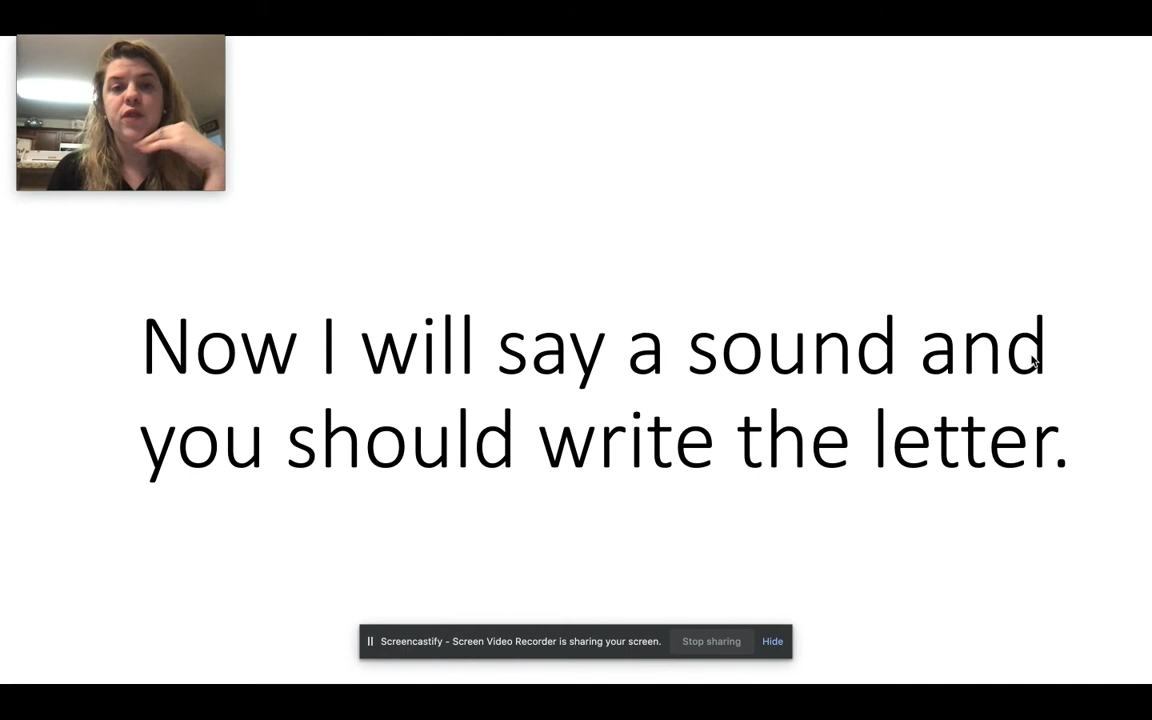 Now I will say a sound and
you should write the letter.
Screencastify - Screen Video Recorder is sharing your screen. Stop sharing Hide